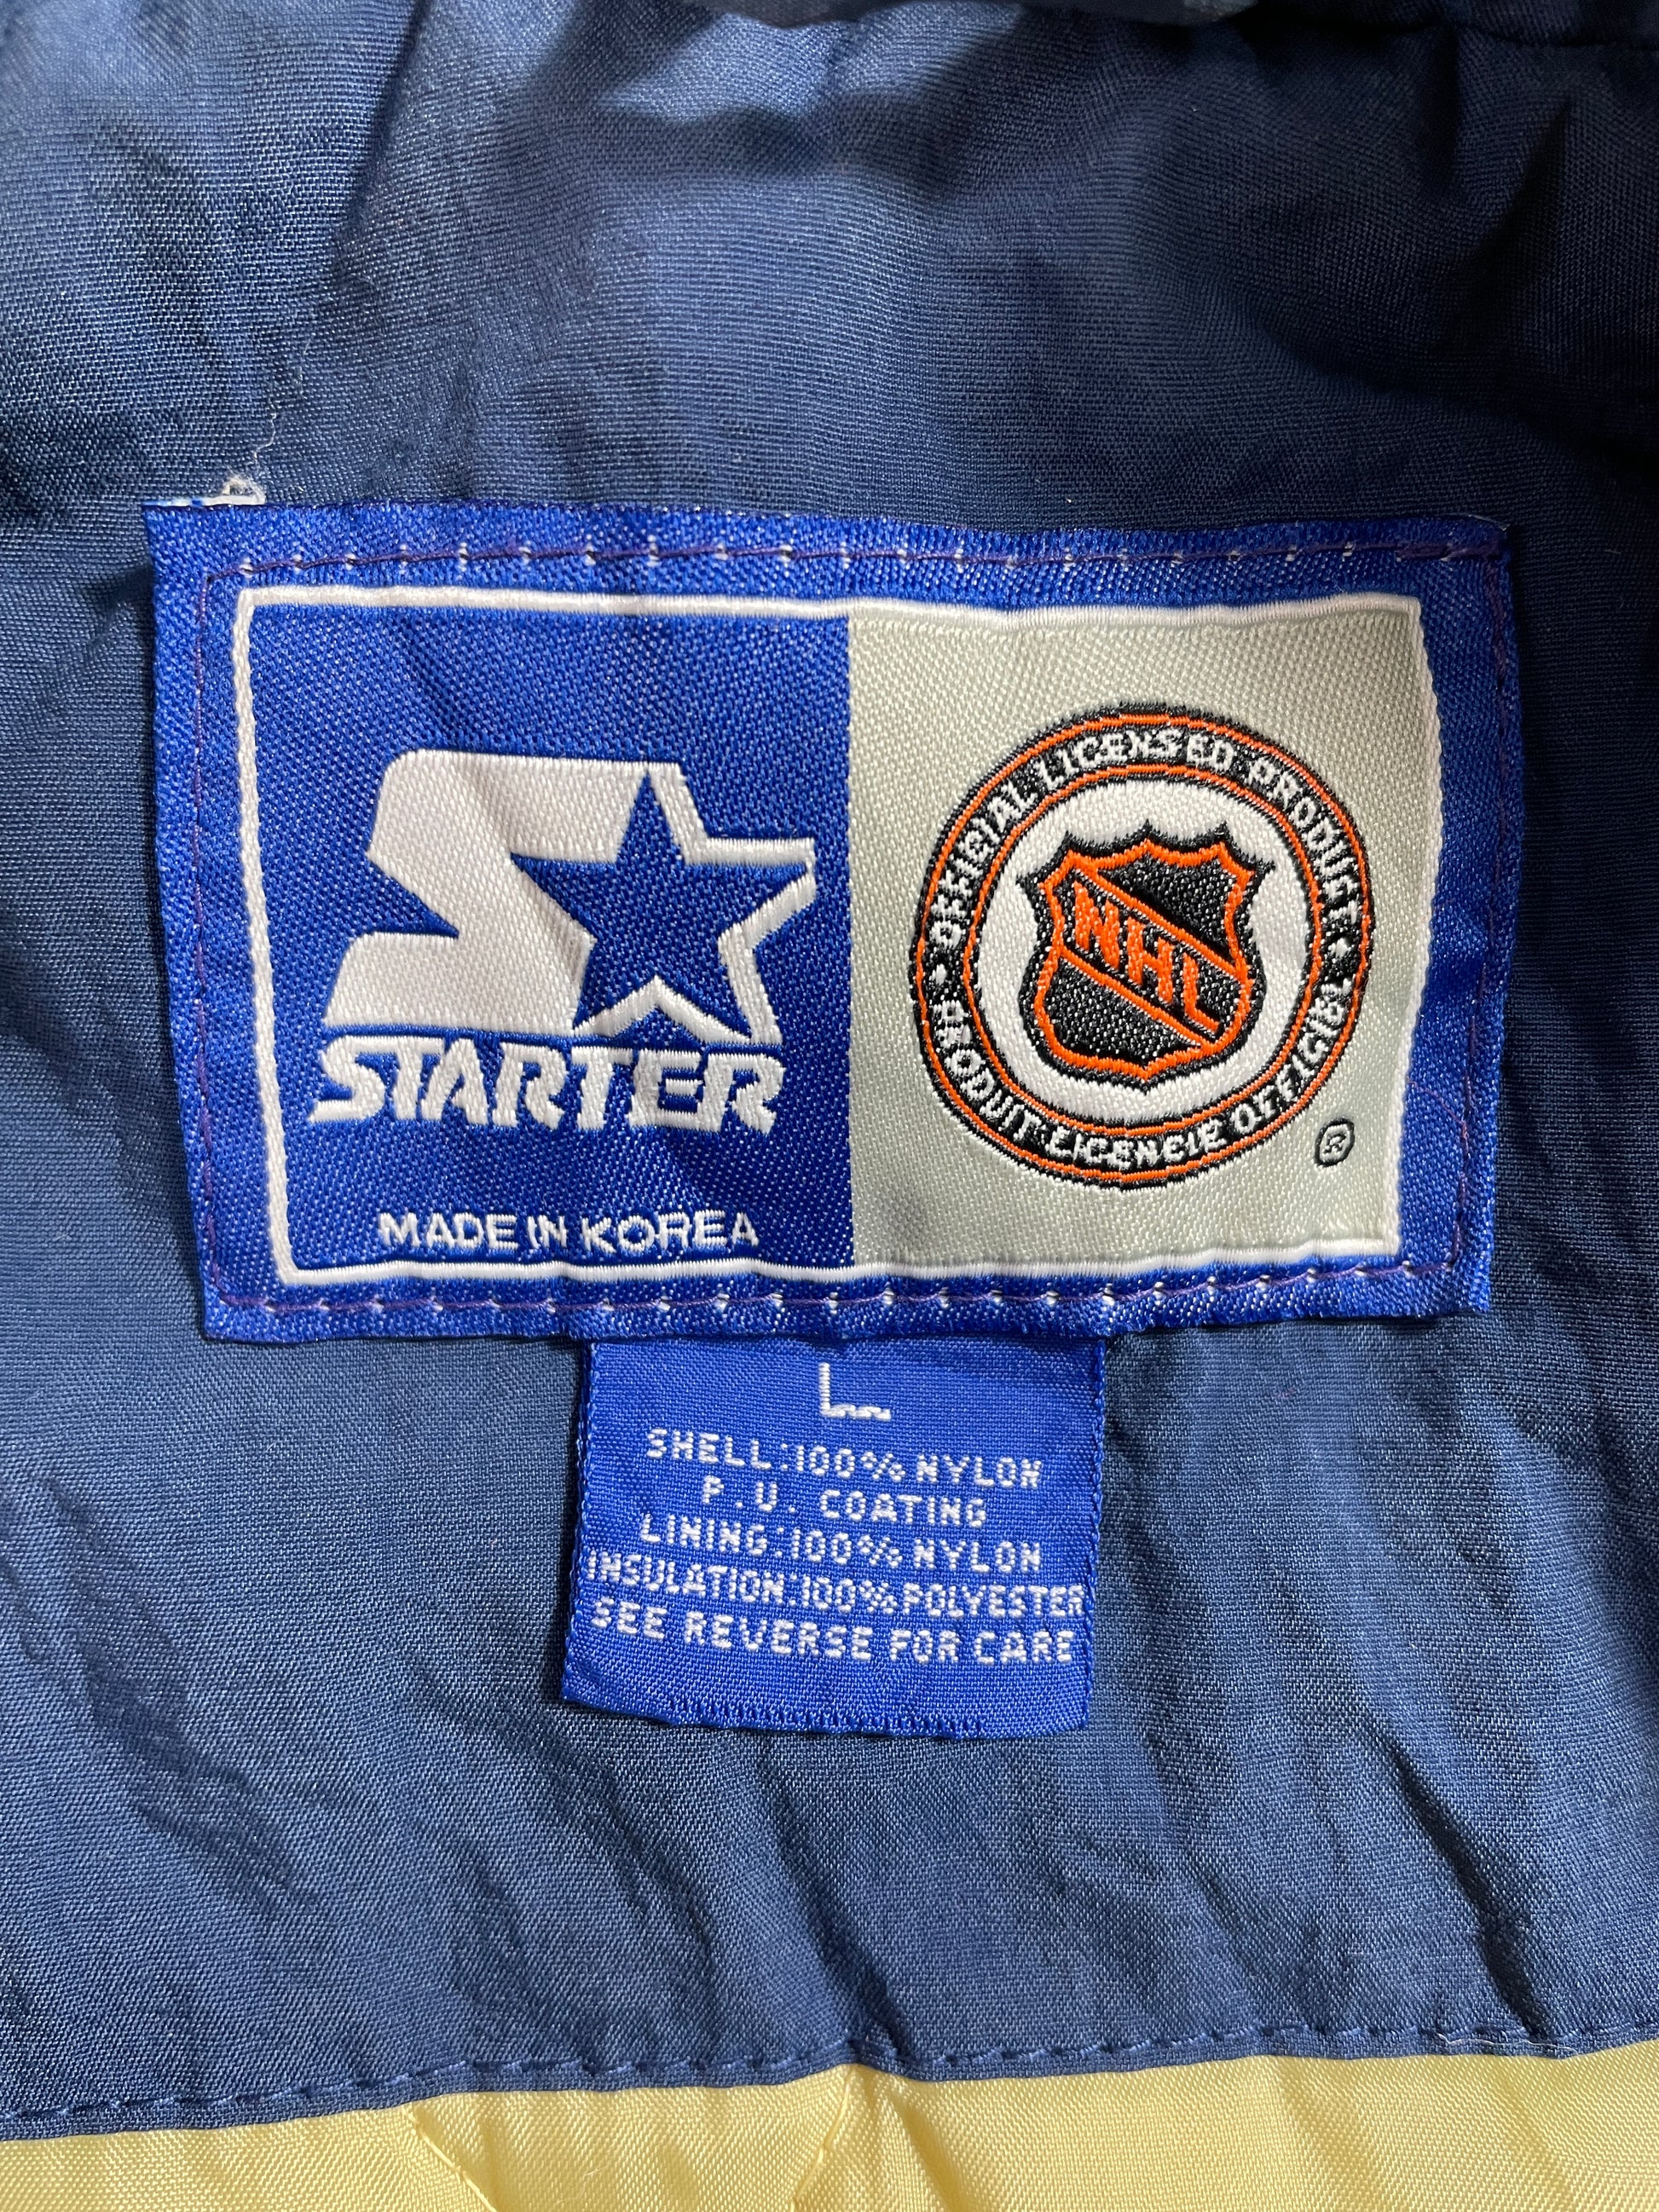 STARTER
MADE IN KOREA
OFFICIAL LICENSED PRODUCT
NHL
PRODUIT LICENCIÉ OFFICIEL
®
L
SHELL:100% NYLON
P.U. COATING
LINING:100% NYLON
INSULATION:100% POLYESTER
SEE REVERSE FOR CARE